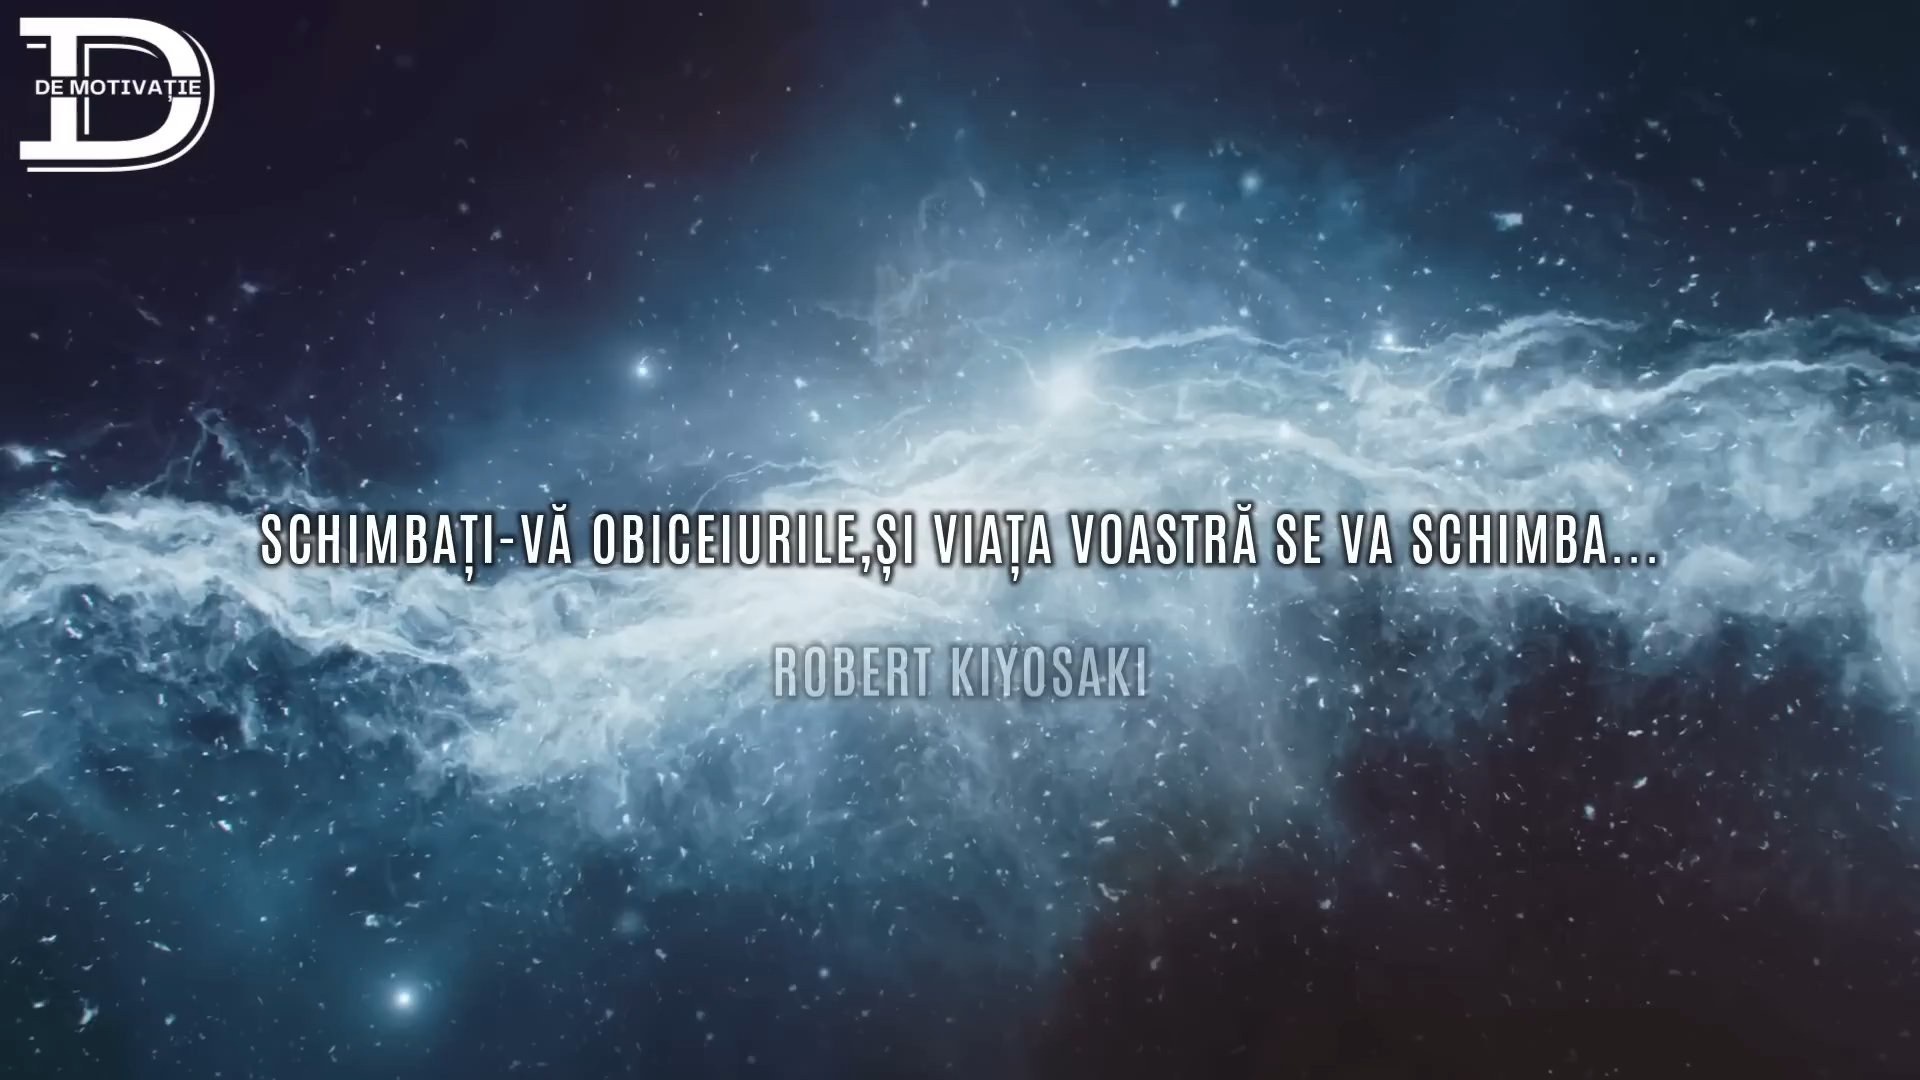 DE MOTIVAȚIE
SCHIMBAȚI-VĂ OBICEIURILE,ȘI VIAȚA VOASTRĂ SE VA SCHIMBA...
ROBERT KIYOSAKI